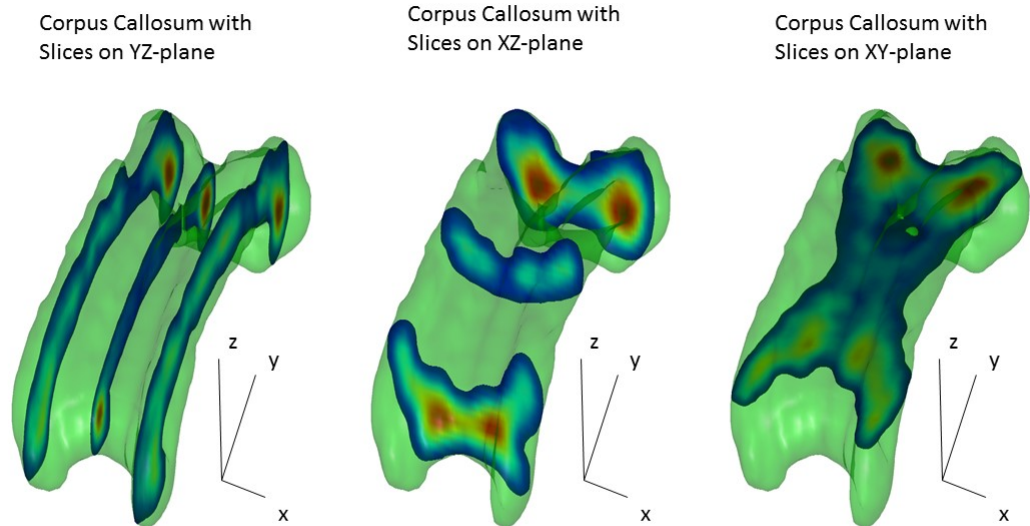 Corpus Callosum with
Slices on YZ-plane
Corpus Callosum with
Slices on XZ-plane
Corpus Callosum with
Slices on XY-plane
z
y
x
z
y
x
z
y
x